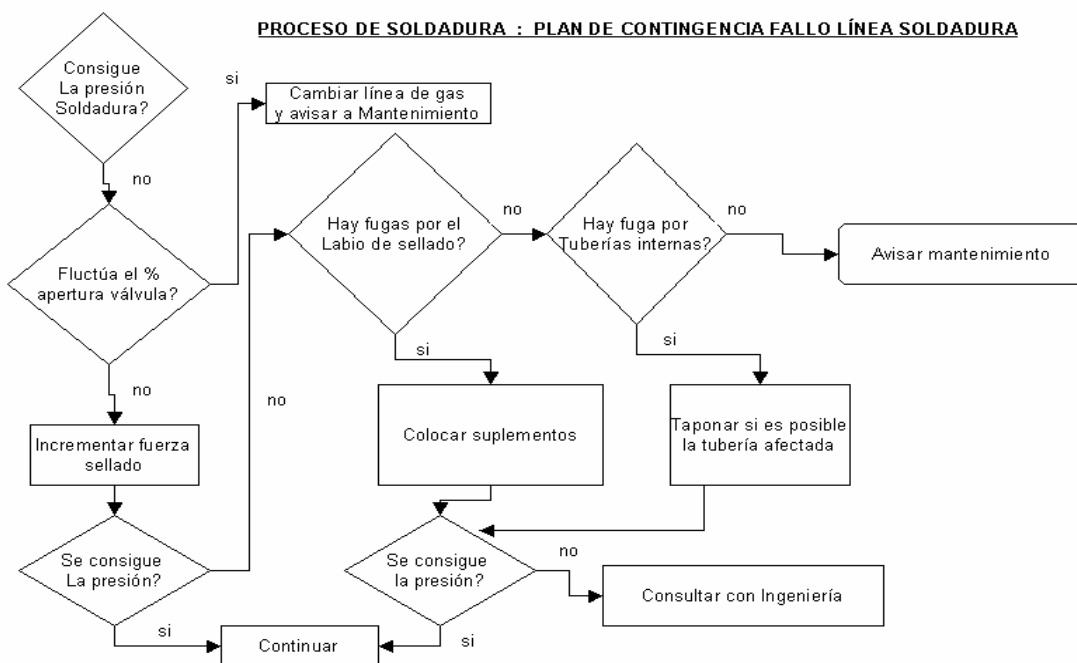 PROCESO DE SOLDADURA : PLAN DE CONTINGENCIA FALLO LÍNEA SOLDADURA
Consigue
La presión
Soldadura?
si
Cambiar línea de gas
y avisar a Mantenimiento
no
Fluctúa el %
apertura válvula?
Hay fugas por el
Labio de sellado?
no
Hay fuga por
Tuberías internas?
no
Avisar mantenimiento
si
si
no
no
Incrementar fuerza
sellado
Colocar suplementos
Taponar si es posible
la tubería afectada
Se consigue
La presión?
Se consigue
la presión?
no
Consultar con Ingeniería
si
Continuar
si